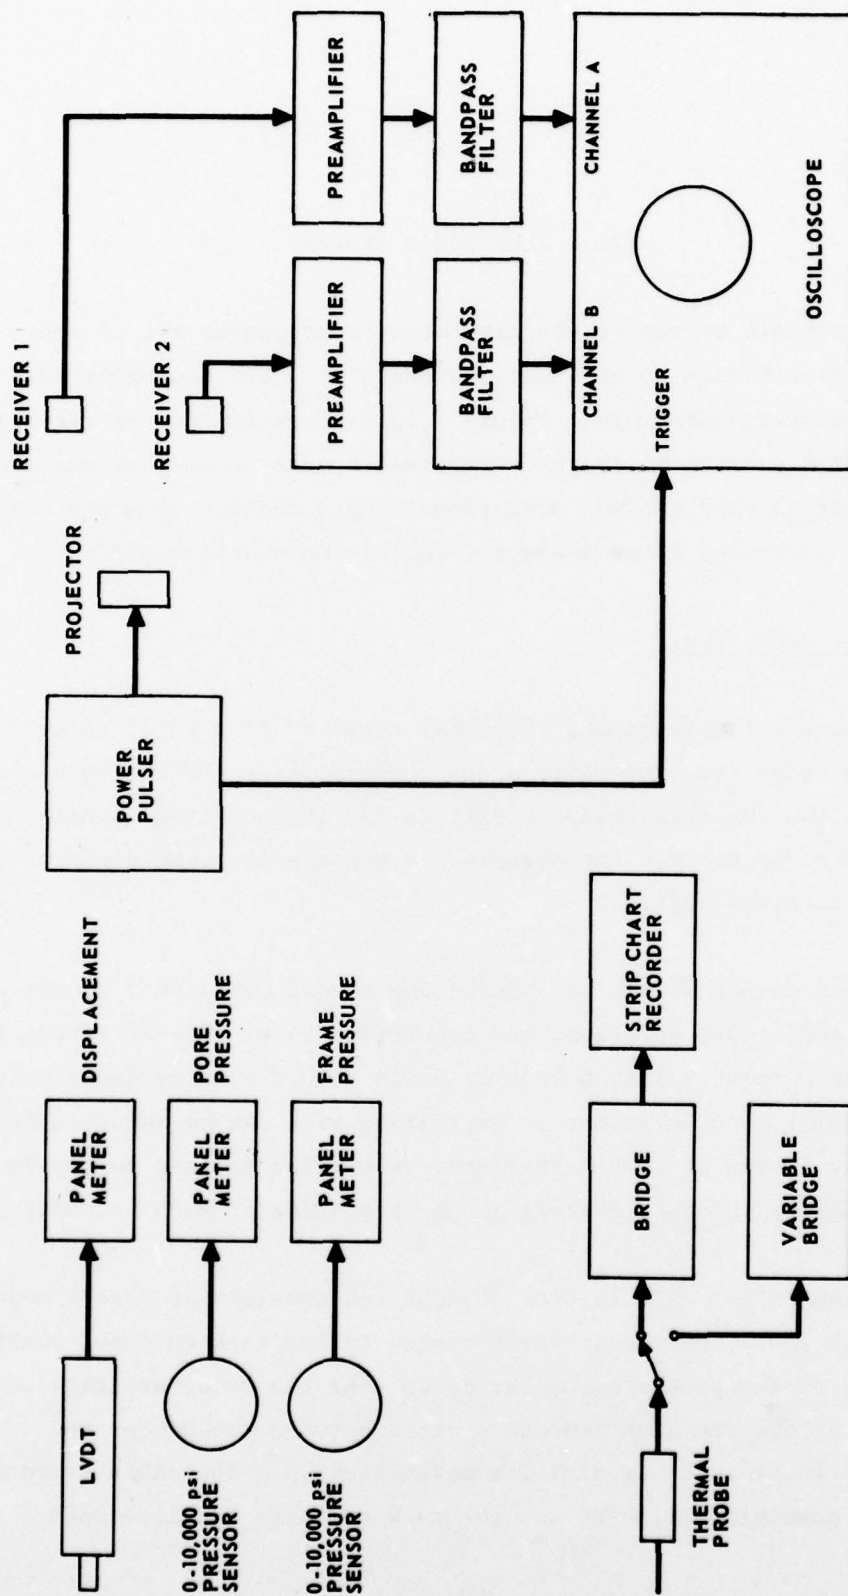 LVDT
PANEL
METER
DISPLACEMENT
0-10,000 psi
PRESSURE
SENSOR
PANEL
METER
PORE
PRESSURE
0-10,000 psi
PRESSURE
SENSOR
PANEL
METER
FRAME
PRESSURE
THERMAL
PROBE
BRIDGE
STRIP CHART
RECORDER
VARIABLE
BRIDGE
POWER
PULSER
PROJECTOR
RECEIVER 1
RECEIVER 2
PREAMPLIFIER
PREAMPLIFIER
BANDPASS
FILTER
BANDPASS
FILTER
TRIGGER
CHANNEL B
CHANNEL A
OSCILLOSCOPE